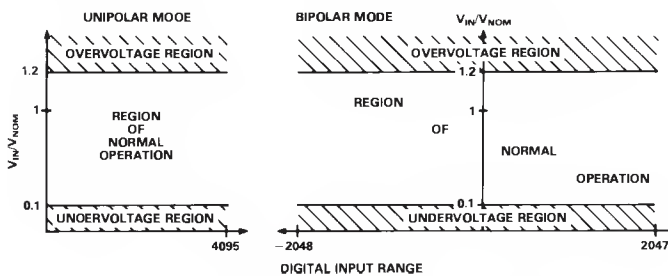 UNIPOLAR MOOE
OVERVOLTAGE REGION
1.2
1
REGION
OF
NORMAL
OPERATION
VIN/VNOM
0.1
UNOERVOLTAGE REGION
4095
BIPOLAR MODE
VIN/VNOM
OVERVOLTAGE REGION
1.2
REGION
1
OF
NORMAL
OPERATION
0.1
UNDERVOLTAGE REGION
−2048
2047
DIGITAL INPUT RANGE